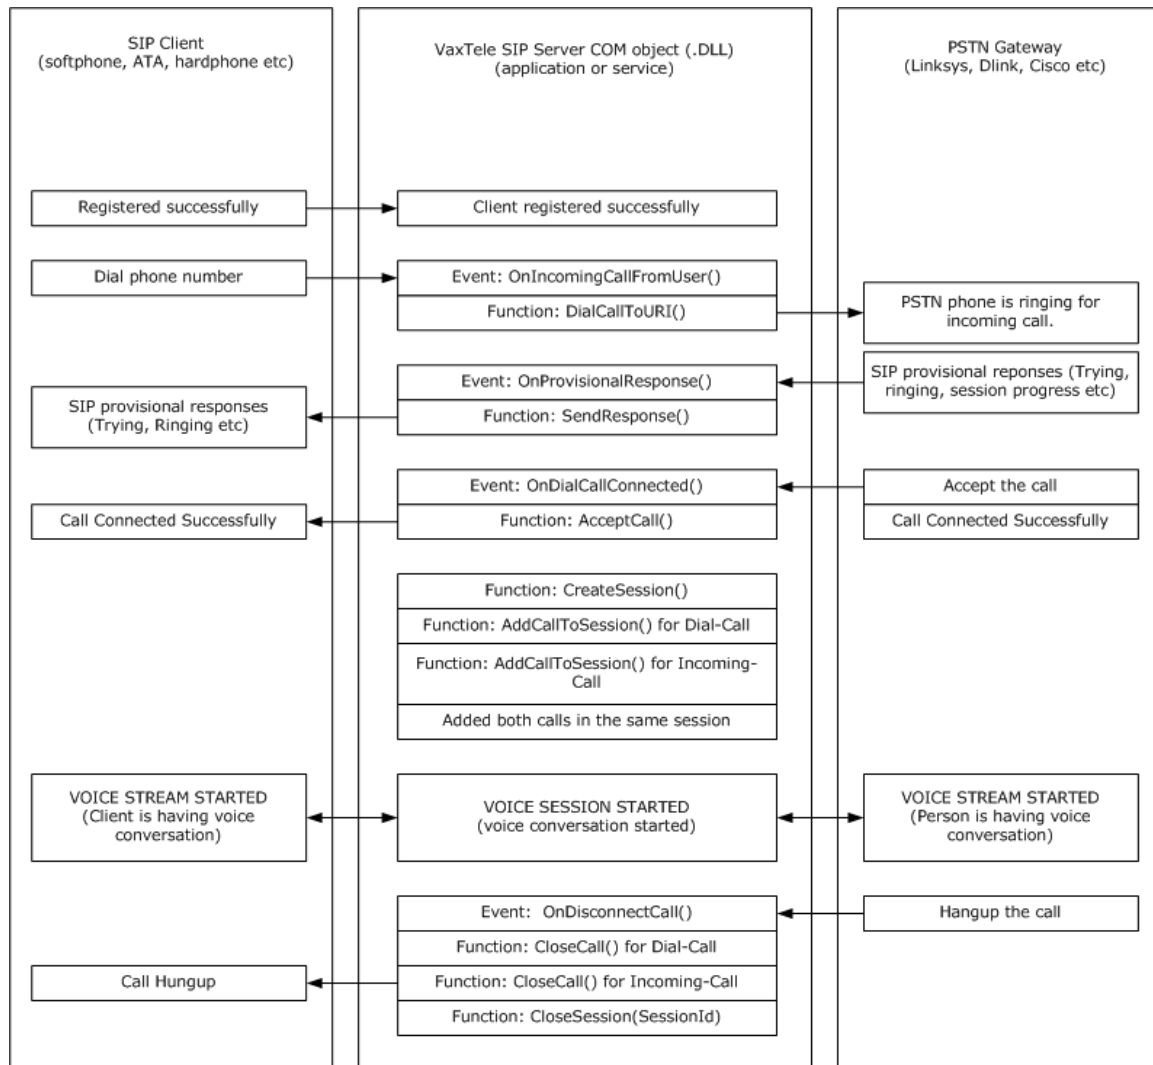 SIP Client
(softphone, ATA, hardphone etc)
VaxTele SIP Server COM object (.DLL)
(application or service)
PSTN Gateway
(Linksys, Dlink, Cisco etc)
Registered successfully
Client registered successfully
Dial phone number
Event: OnIncomingCallFromUser()
Function: DialCallToURI()
PSTN phone is ringing for
incoming call.
Event: OnProvisionalResponse()
SIP provisional reponses (Trying,
ringing, session progress etc)
SIP provisional responses
(Trying, Ringing etc)
Function: SendResponse()
Event: OnDialCallConnected()
Accept the call
Call Connected Successfully
Function: AcceptCall()
Call Connected Successfully
Function: CreateSession()
Function: AddCallToSession() for Dial-Call
Function: AddCallToSession() for Incoming-
Call
Added both calls in the same session
VOICE STREAM STARTED
(Client is having voice
conversation)
VOICE SESSION STARTED
(voice conversation started)
VOICE STREAM STARTED
(Person is having voice
conversation)
Event:  OnDisconnectCall()
Hangup the call
Function: CloseCall() for Dial-Call
Call Hungup
Function: CloseCall() for Incoming-Call
Function: CloseSession(SessionId)